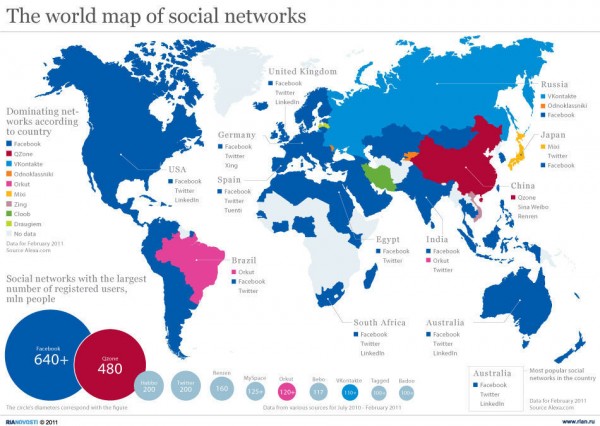 The world map of social networks
United Kingdom
Facebook
Twitter
LinkedIn
Russia
VKontakte
Odnoklassniki
Facebook
Dominating net-
works according
to country
Facebook
QZone
VKontakte
Odnoklassniki
Orkut
Mixi
Zing
Cloob
Draugiem
No data
Data for February 2011
Source Alexa.com
Germany
Facebook
Twitter
Xing
Japan
Mixi
Twitter
Facebook
USA
Facebook
Twitter
LinkedIn
Spain
Facebook
Twitter
Tuenti
China
Qzone
Sina Weibo
Renren
Egypt
Facebook
Twitter
India
Facebook
Orkut
Twitter
Brazil
Orkut
Facebook
Twitter
Social networks with the largest
number of registered users,
mln people
South Africa
Facebook
Twitter
LinkedIn
Australia
Facebook
Twitter
LinkedIn
Facebook
640+
Qzone
480
Habbo
200
Twitter
200
Renren
160
MySpace
125+
Orkut
120+
Bebo
117
VKontakte
110+
Tagged
100+
Badoo
100+
Australia
Facebook
Twitter
LinkedIn
Most popular social
networks in the country
Data for February 2011
Source Alexa.com
The circle's diameters correspond with the figure
Data from various sources for July 2010 - February 2011
RIANOVOSTI © 2011
www.rian.ru